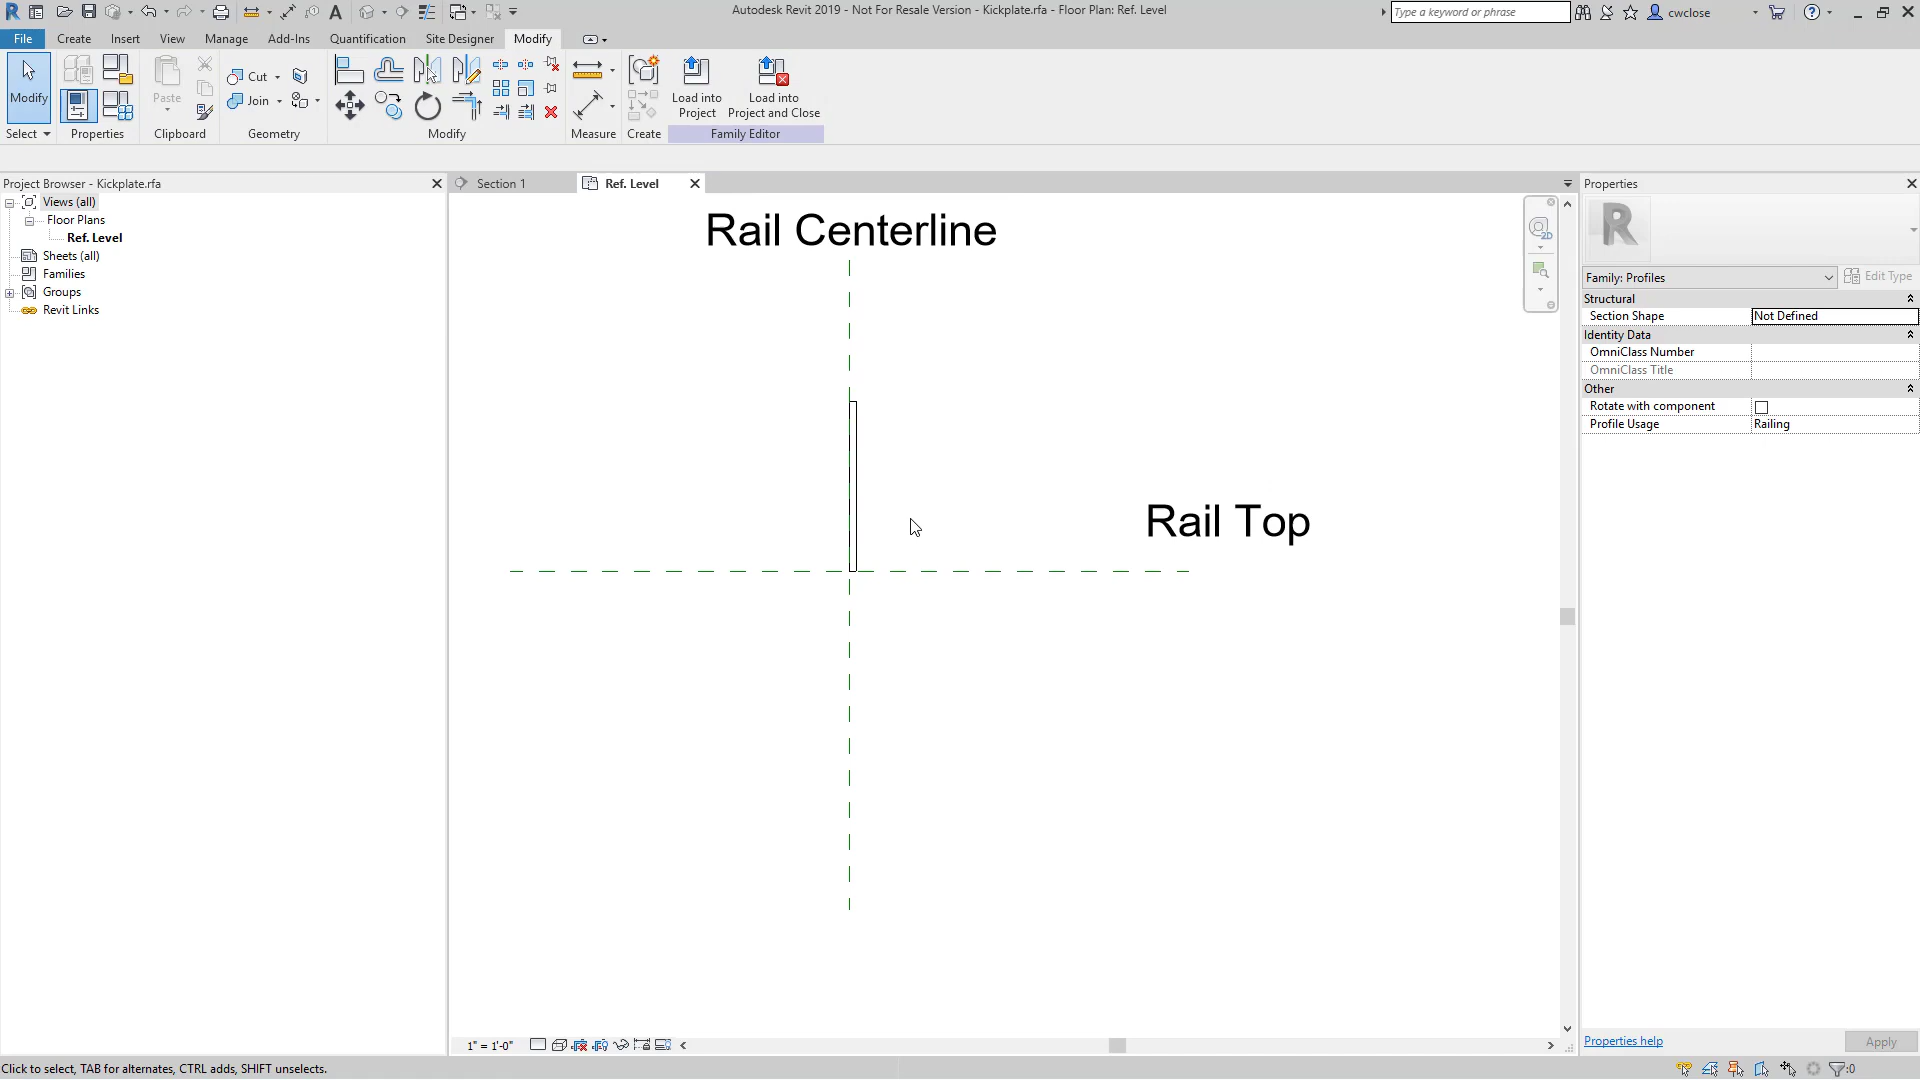 Autodesk Revit 2019 - Not For Resale Version - Kickplate.rfa - Floor Plan: Ref. Level
Type a keyword or phrase
cwclose
File Create Insert View Manage Add-Ins Quantification Site Designer Modify
Modify
Paste
Cut
Join
Load into Project
Load into Project and Close
Select Properties Clipboard Geometry Modify Measure Create Family Editor
Project Browser - Kickplate.rfa
Section 1
Ref. Level
Properties
Views (all)
Floor Plans
Ref. Level
Sheets (all)
Families
Groups
Revit Links
Rail Centerline
Rail Top
2D
R
Family: Profiles
Edit Type
Structural
Section Shape Not Defined
Identity Data
OmniClass Number
OmniClass Title
Other
Rotate with component
Profile Usage Railing
Properties help
Apply
1" = 1'-0"
Click to select, TAB for alternates, CTRL adds, SHIFT unselects.
:0